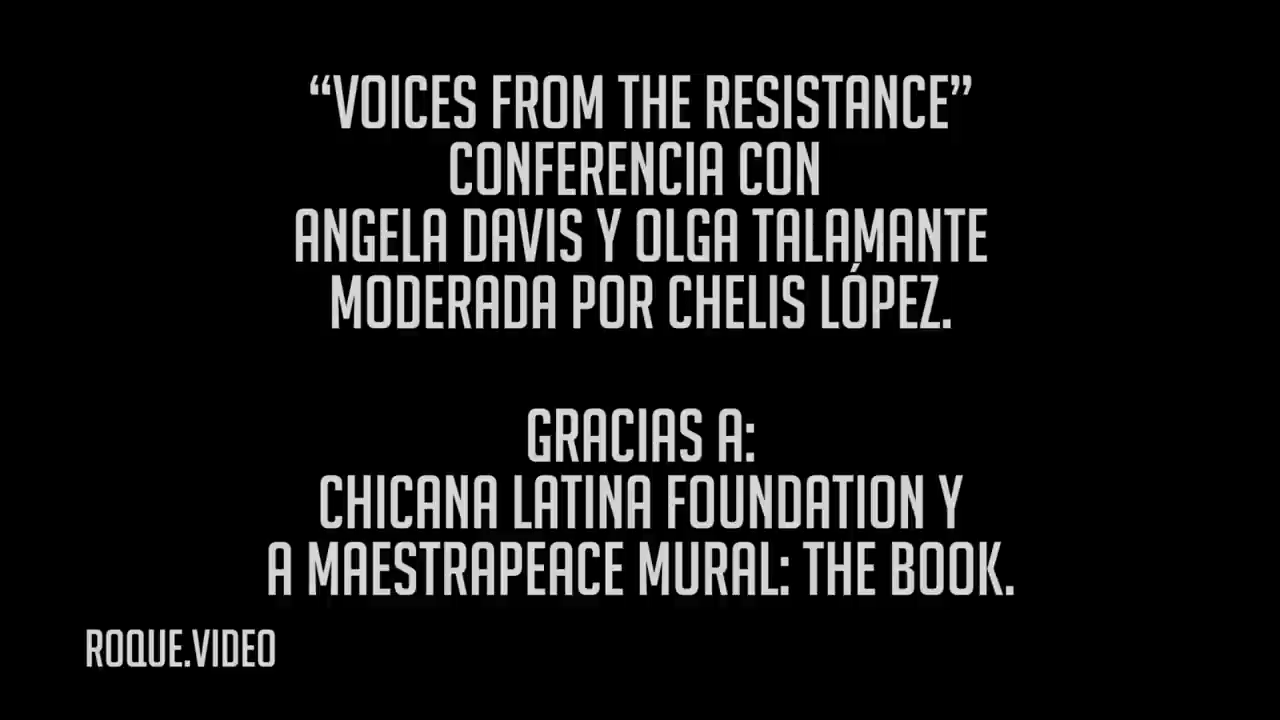 “VOICES FROM THE RESISTANCE”
CONFERENCIA CON
ANGELA DAVIS Y OLGA TALAMANTE
MODERADA POR CHELIS LÓPEZ.
GRACIAS A:
CHICANA LATINA FOUNDATION Y
A MAESTRAPEACE MURAL: THE BOOK.
ROQUE.VIDEO